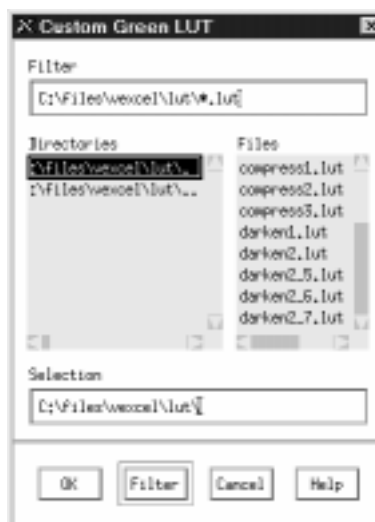 Custom Green LUT
Filter
C:\files\wexcel\lut\*.lut
Directories
:\files\wexcel\lut\.
:\files\wexcel\lut\..
Files
compress1.lut
compress2.lut
compress3.lut
darken1.lut
darken2.lut
darken2_5.lut
darken2_6.lut
darken2_7.lut
Selection
C:\files\wexcel\lut\
OK
Filter
Cancel
Help